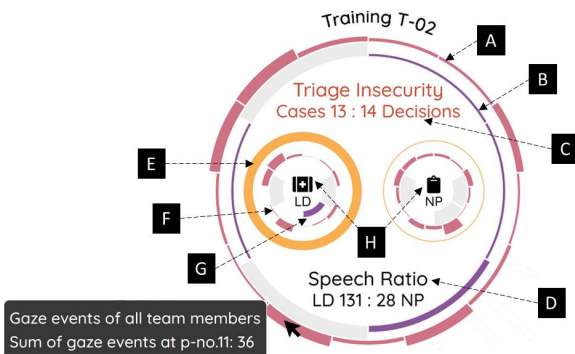 Training T-02
A
B
Triage Insecurity
Cases 13 : 14 Decisions
C
E
F
LD
NP
H
G
Speech Ratio
LD 131 : 28 NP
D
Gaze events of all team members
Sum of gaze events at p-no.11: 36